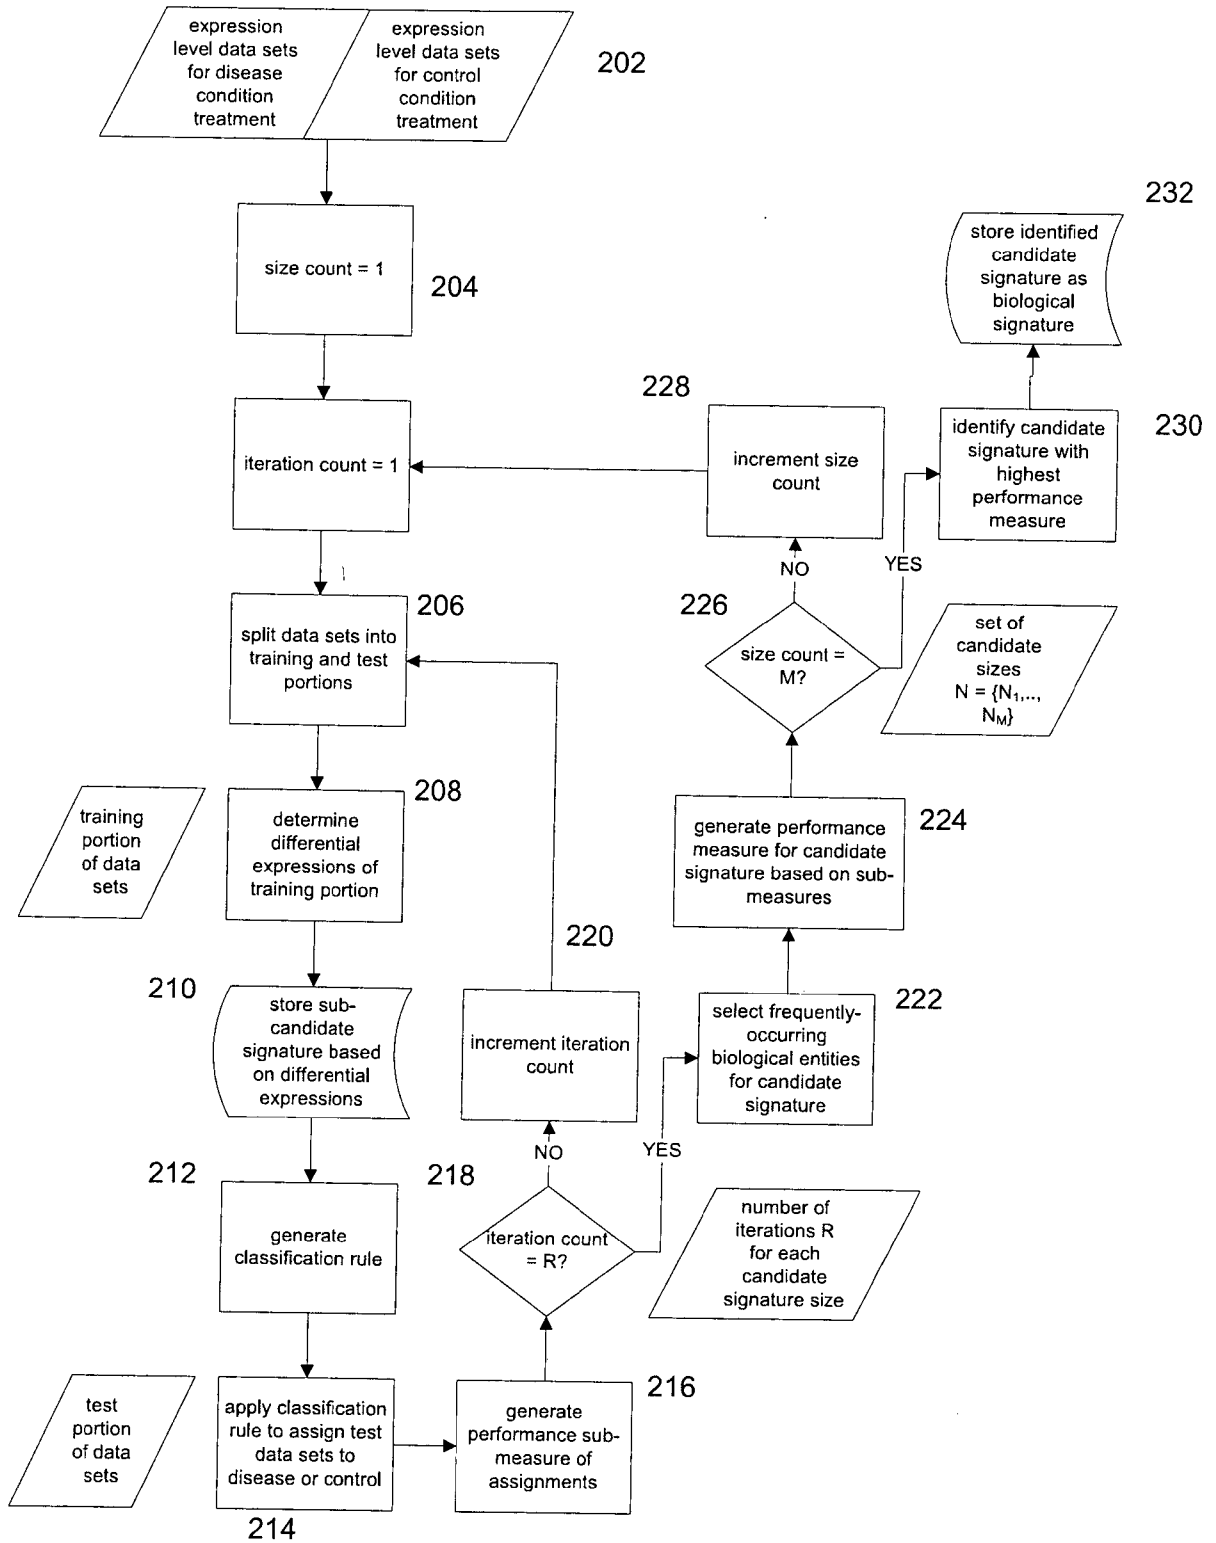 expression
level data sets
for disease
condition
treatment
expression
level data sets
for control
condition
treatment
202
size count = 1
204
iteration count = 1
206
split data sets into
training and test
portions
208
training
portion
of data
sets
determine
differential
expressions of
training portion
210
store sub-
candidate
signature based
on differential
expressions
212
generate
classification rule
test
portion
of data
sets
apply classification
rule to assign test
data sets to
disease or control
214
216
generate
performance sub-
measure of
assignments
218
iteration count
= R?
NO
YES
220
increment iteration
count
number of
iterations R
for each
candidate
signature size
222
select frequently-
occurring
biological entities
for candidate
signature
224
generate performance
measure for candidate
signature based on sub-
measures
226
size count =
M?
NO
YES
set of
candidate
sizes
N = {N₁,..,
Nₘ}
228
increment size
count
230
identify candidate
signature with
highest
performance
measure
232
store identified
candidate
signature as
biological
signature